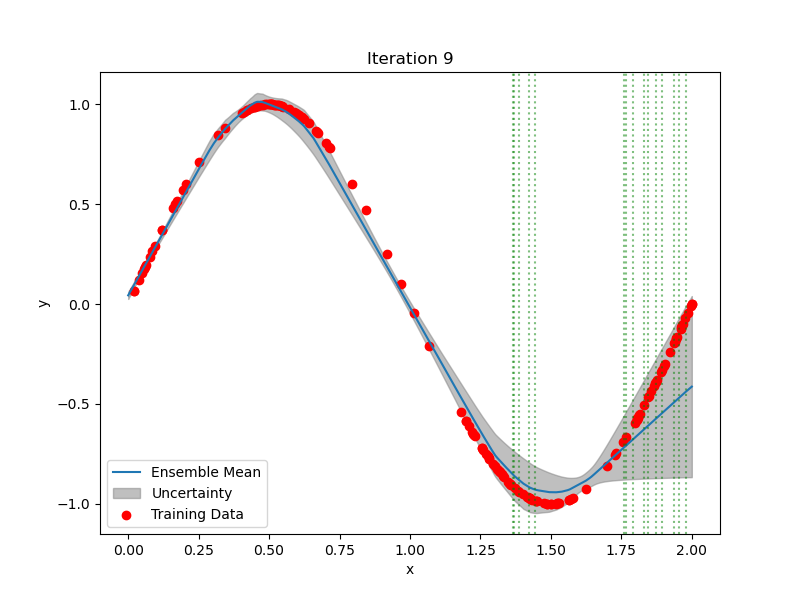 Iteration 9
1.0
0.5
0.0
−0.5
−1.0
y
Ensemble Mean
Uncertainty
Training Data
0.00 0.25 0.50 0.75 1.00 1.25 1.50 1.75 2.00
x